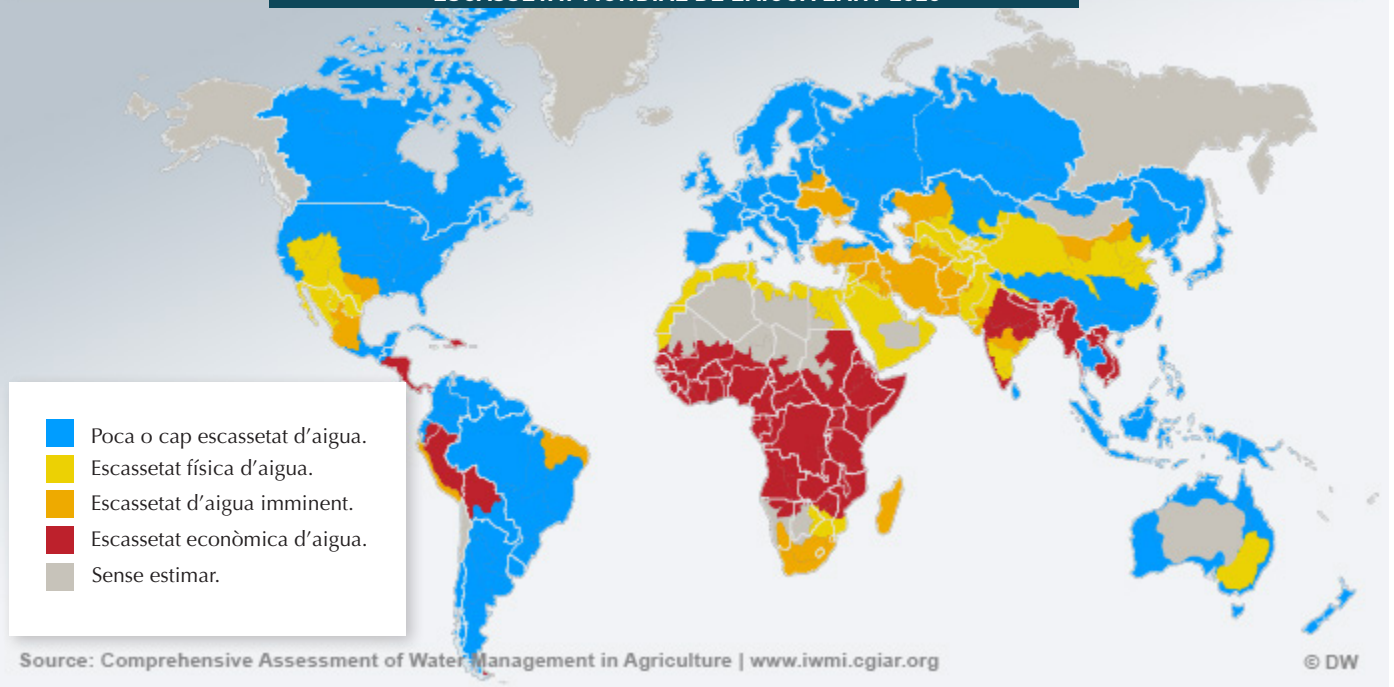 Poca o cap escassetat d’aigua.
Escassetat física d’aigua.
Escassetat d’aigua imminent.
Escassetat econòmica d’aigua.
Sense estimar.
Source: Comprehensive Assessment of Water Management in Agriculture | www.iwmi.cgiar.org
© DW